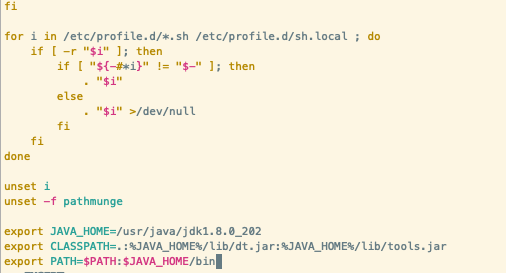 fi
for i in /etc/profile.d/*.sh /etc/profile.d/sh.local ; do
    if [ -r "$i" ]; then
        if [ "${-#*i}" != "$-" ]; then
            . "$i"
        else
            . "$i" >/dev/null
        fi
    fi
done
unset i
unset -f pathmunge
export JAVA_HOME=/usr/java/jdk1.8.0_202
export CLASSPATH=.:%JAVA_HOME%/lib/dt.jar:%JAVA_HOME%/lib/tools.jar
export PATH=$PATH:$JAVA_HOME/bin